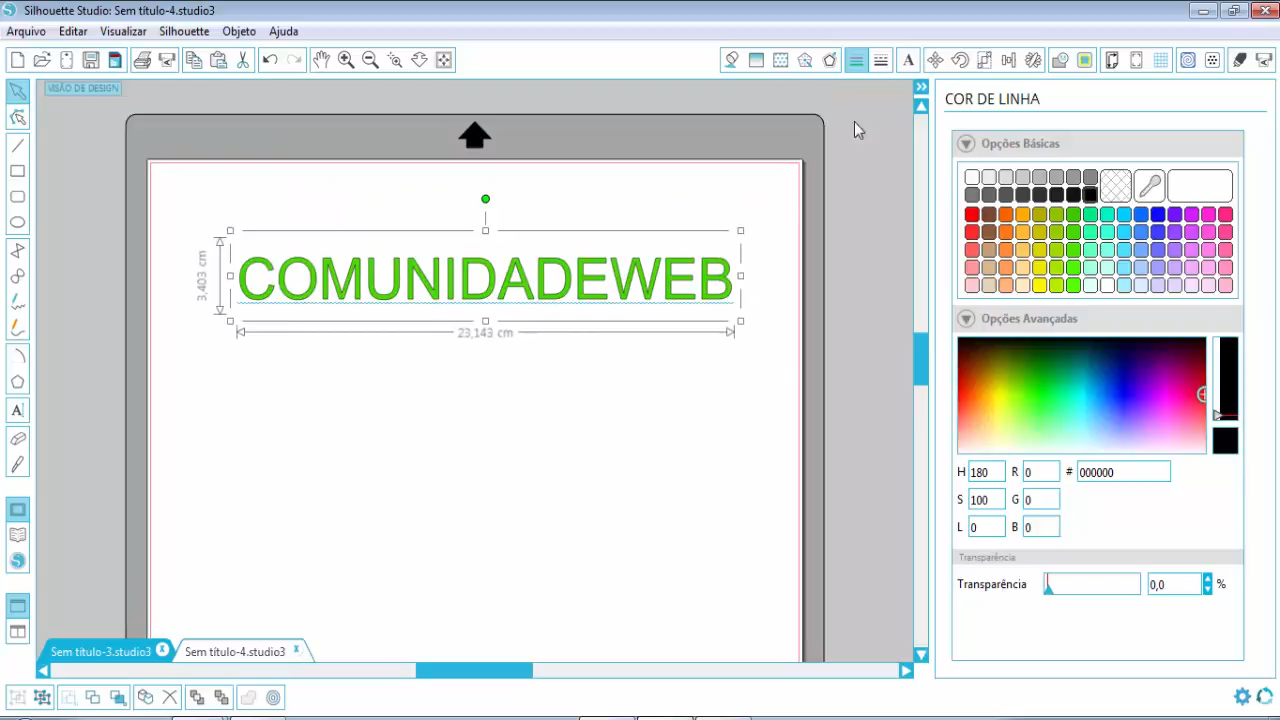 Silhouette Studio: Sem título-4.studio3
Arquivo Editar Visualizar Silhouette Objeto Ajuda
VISÃO DE DESIGN
COR DE LINHA
Opções Básicas
3,403 cm
COMUNIDADEWEB
23,143 cm
Opções Avançadas
H 180 R 0 # 000000
S 100 G 0
L 0 B 0
Transparência
Transparência 0,0 %
Sem título-3.studio3 x Sem título-4.studio3 x